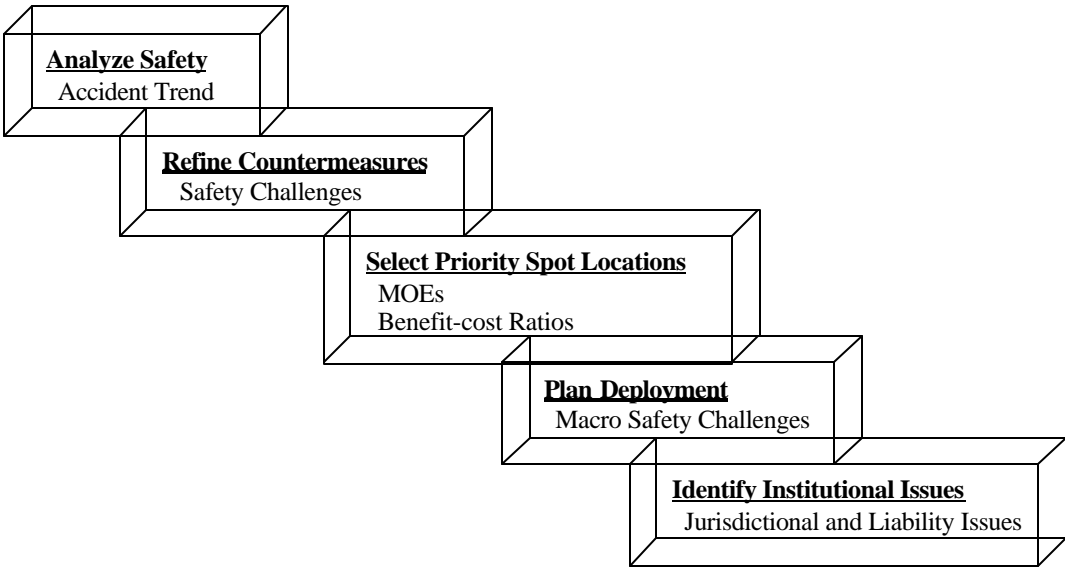 Analyze Safety
Accident Trend
Refine Countermeasures
Safety Challenges
Select Priority Spot Locations
MOEs
Benefit-cost Ratios
Plan Deployment
Macro Safety Challenges
Identify Institutional Issues
Jurisdictional and Liability Issues